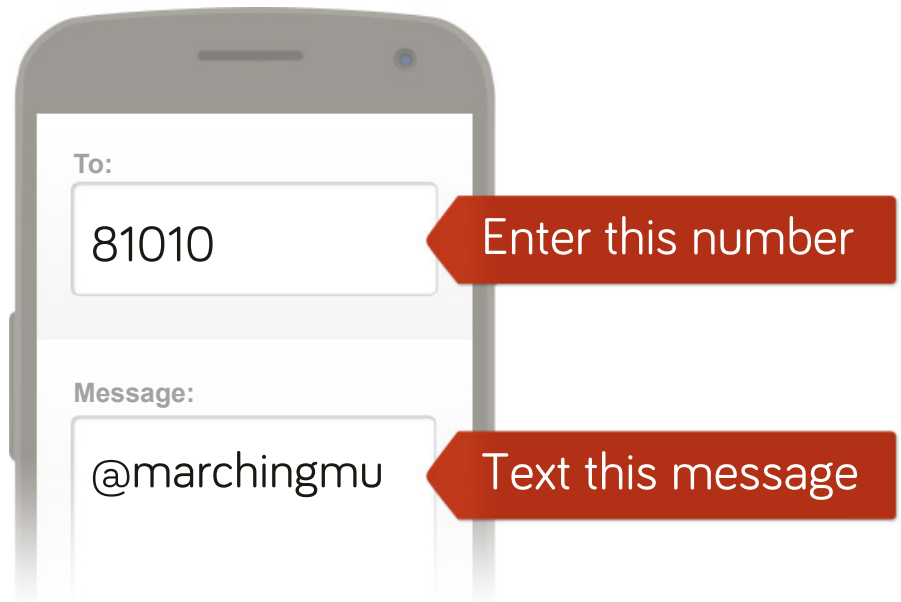 To:
81010
Enter this number
Message:
@marchingmu
Text this message